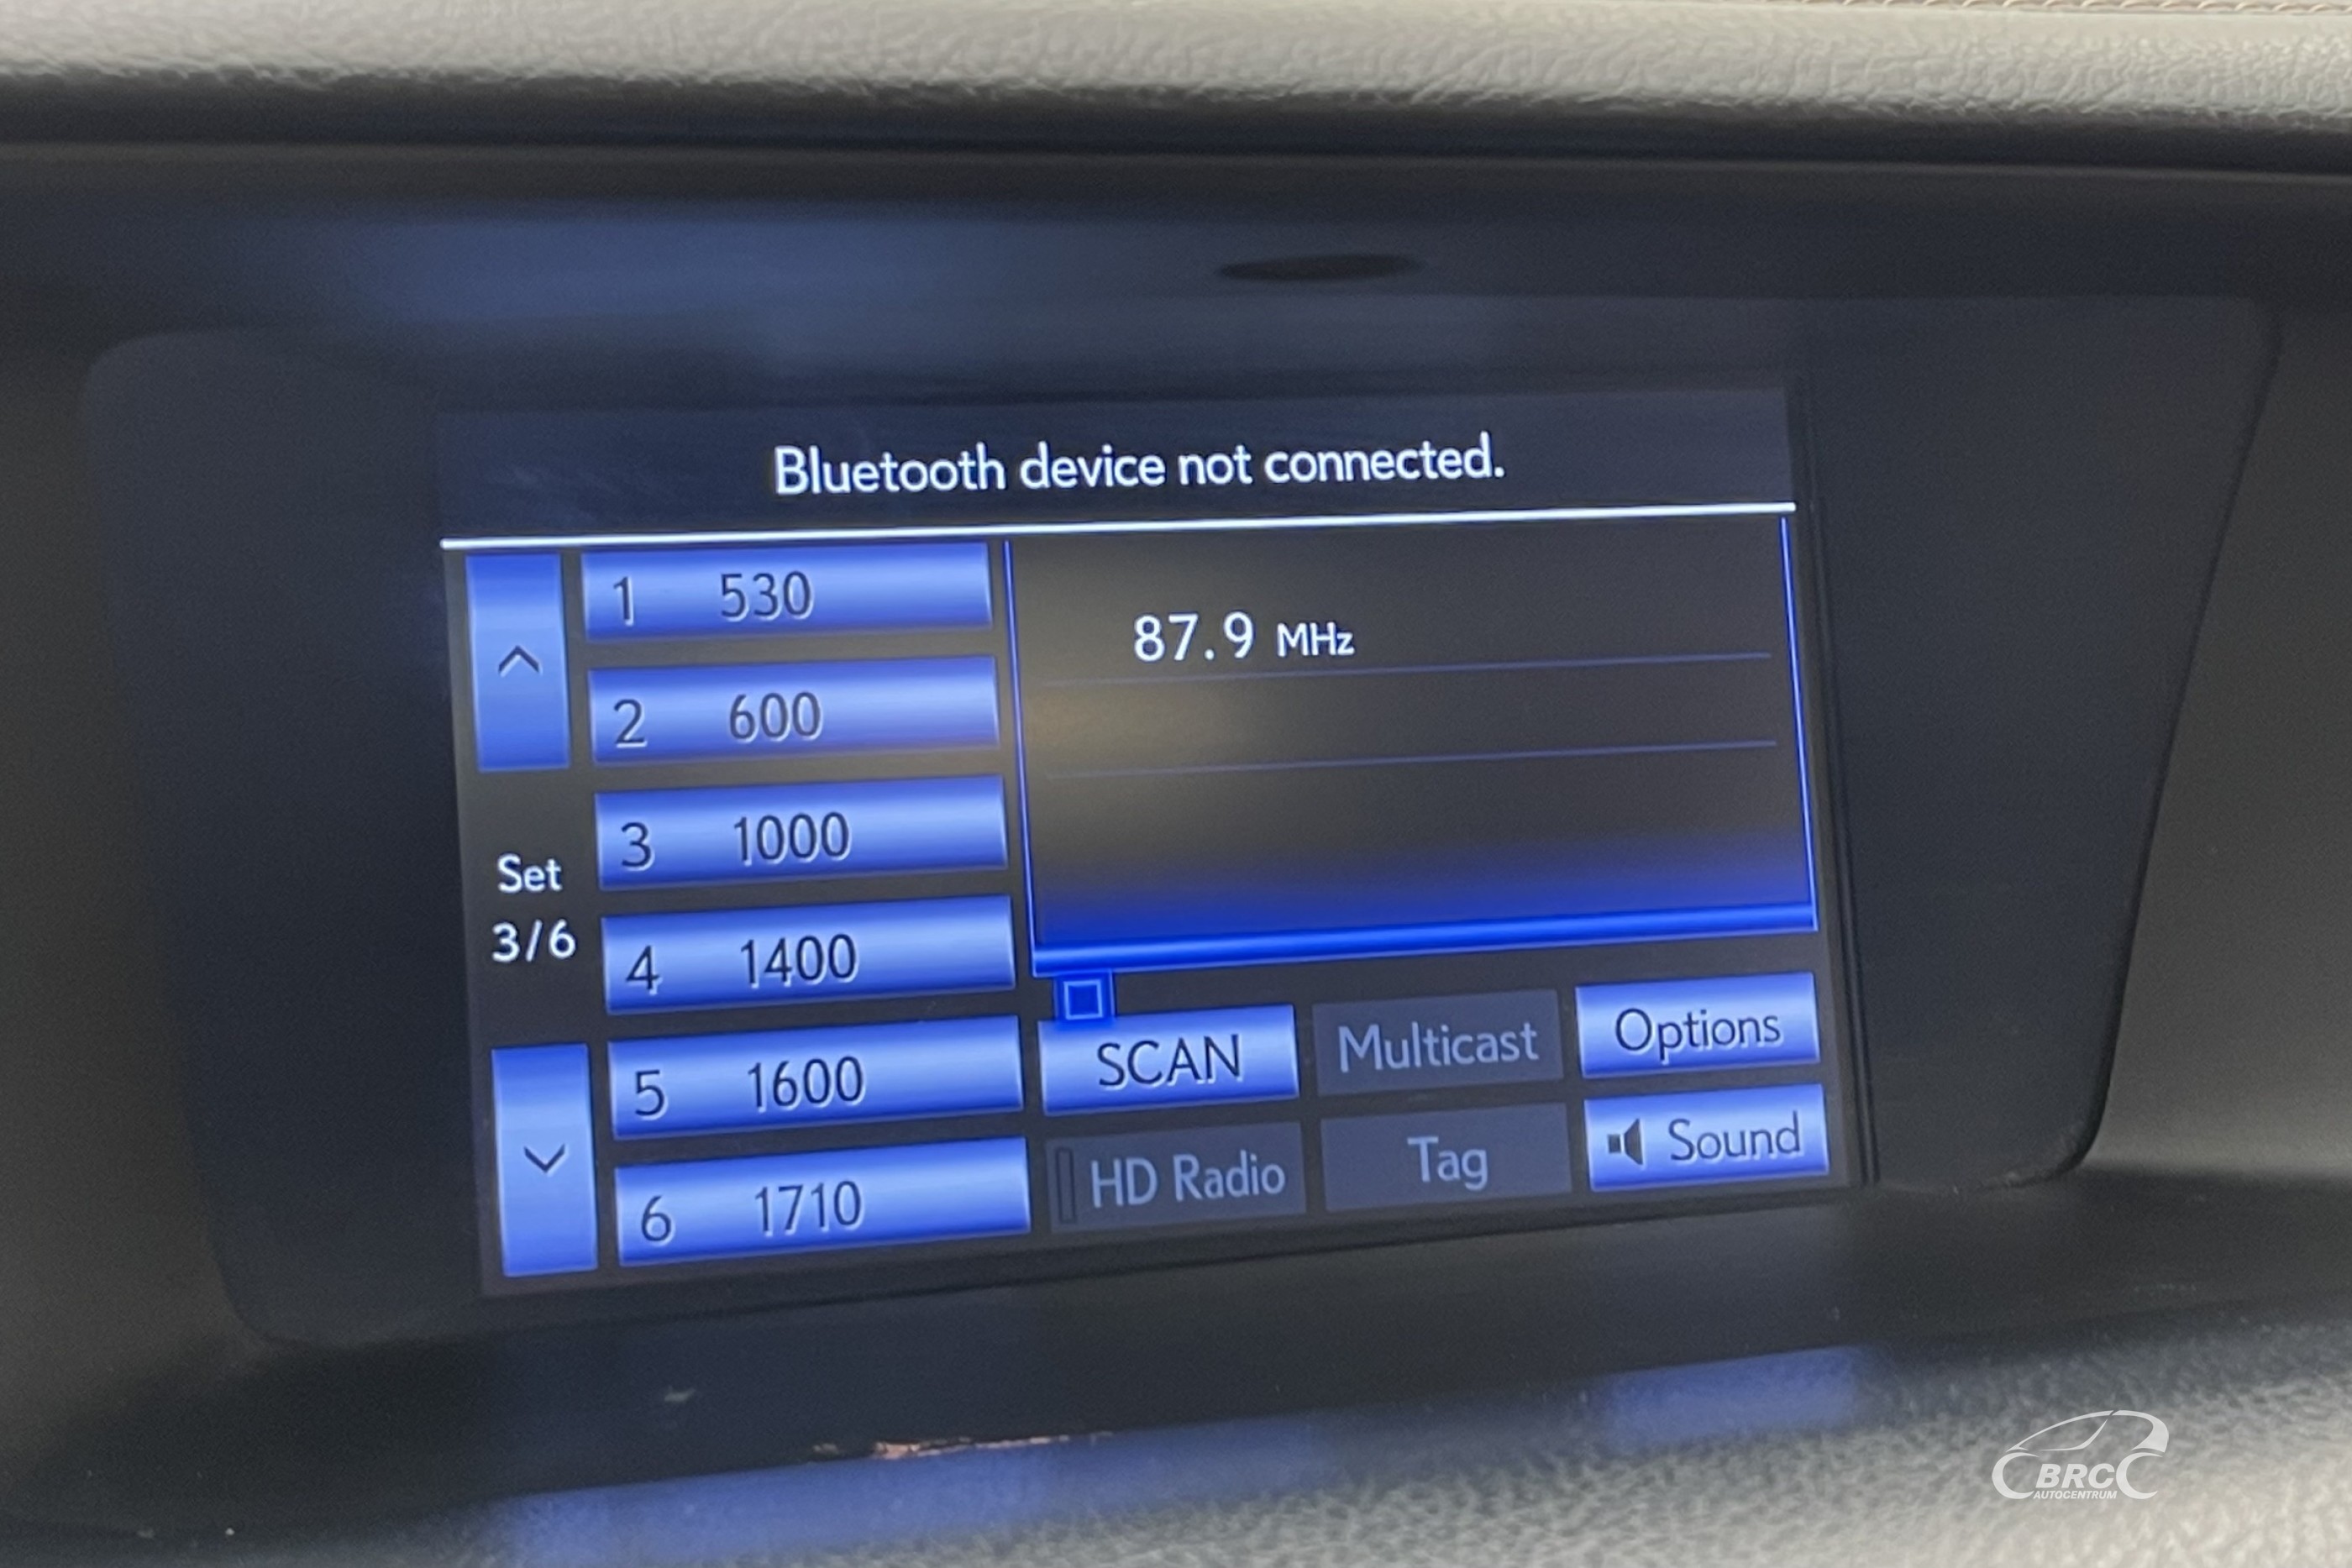 Bluetooth device not connected.
1 530
2 600
3 1000
4 1400
5 1600
6 1710
Set
3/6
87.9 MHz
SCAN
Multicast
Options
HD Radio
Tag
Sound
BRC
AUTOCENTRUM